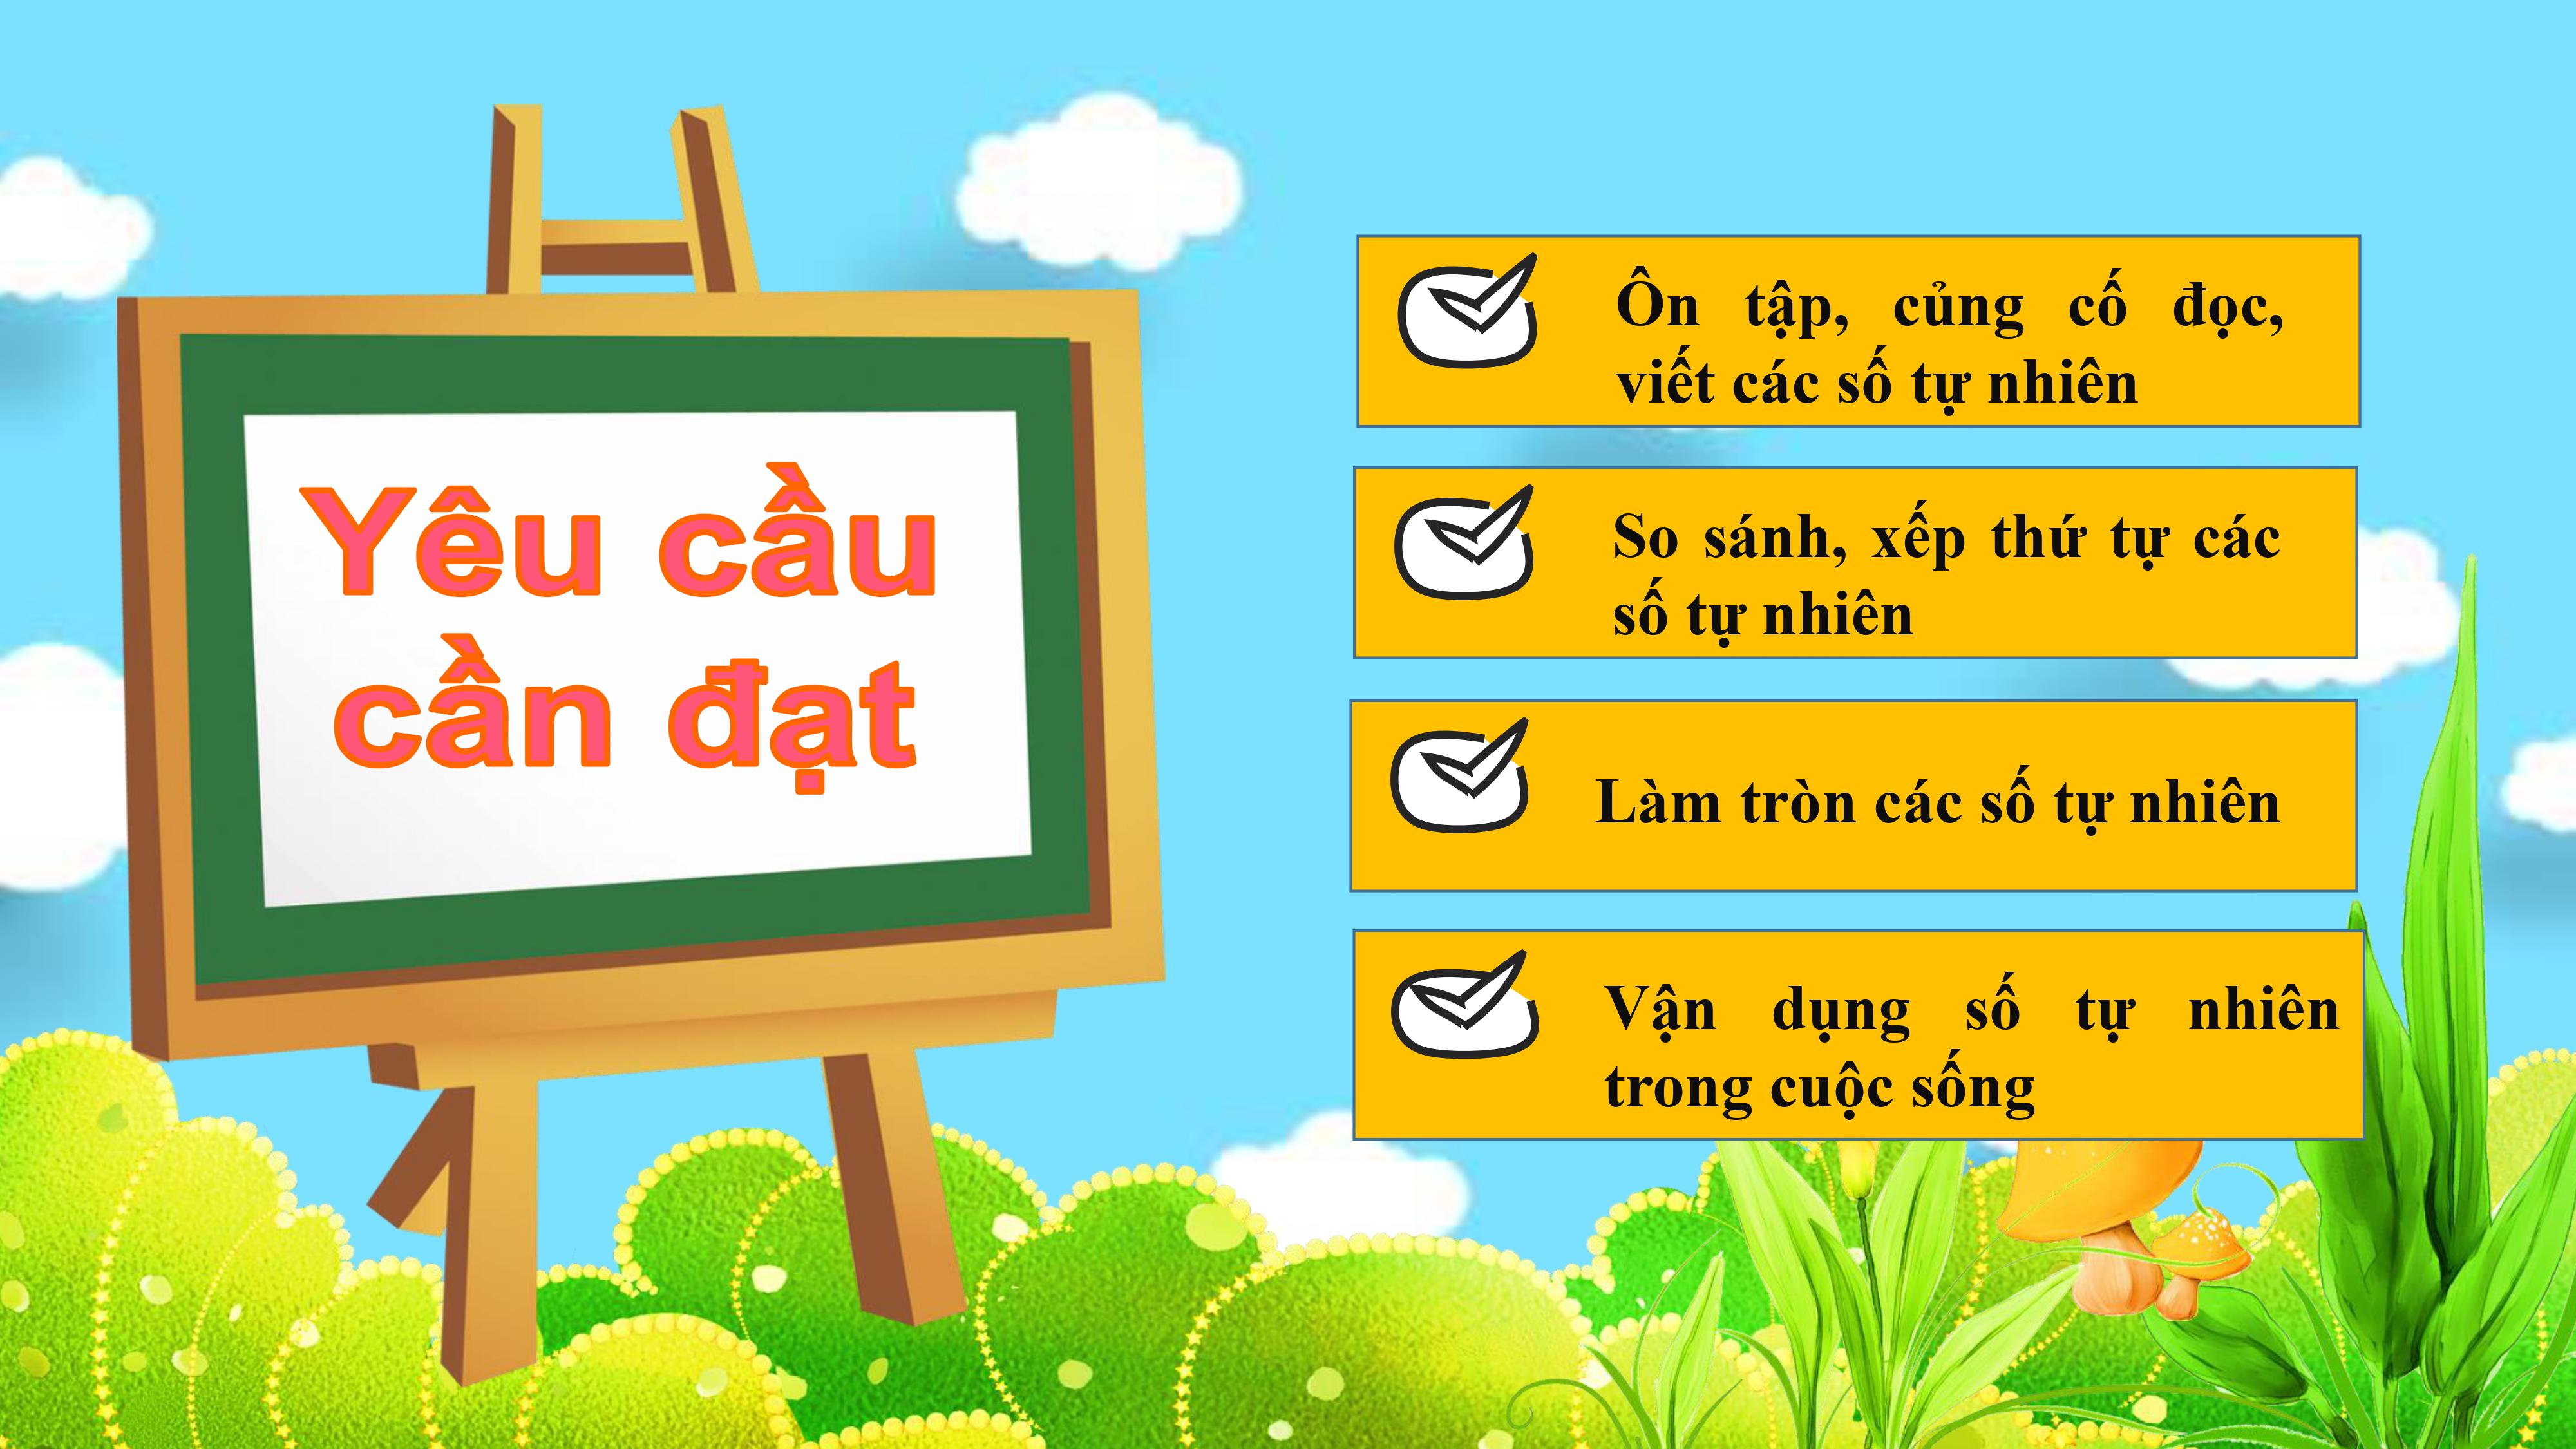 Yêu cầu
cần đạt
Ôn tập, củng cố đọc,
viết các số tự nhiên
So sánh, xếp thứ tự các
số tự nhiên
Làm tròn các số tự nhiên
Vận dụng số tự nhiên
trong cuộc sống